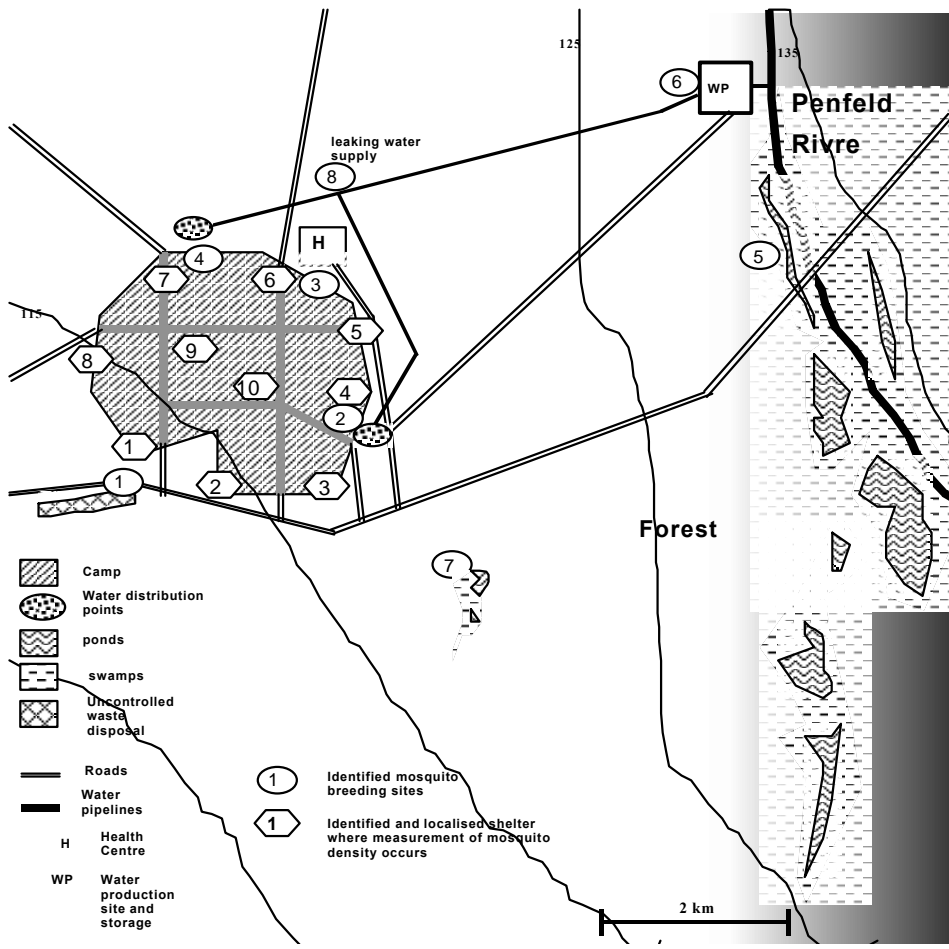 125
135
6
WP
Penfeld
Rivre
leaking water
supply
8
H
4
7
6
3
5
5
115
9
8
10
4
2
1
2
3
1
Forest
7
Camp
Water distribution
points
ponds
swamps
Uncontrolled
waste
disposal
Roads
Water
pipelines
H Health
Centre
WP Water
production
site and
storage
1 Identified mosquito
breeding sites
1 Identified and localised shelter
where measurement of mosquito
density occurs
2 km